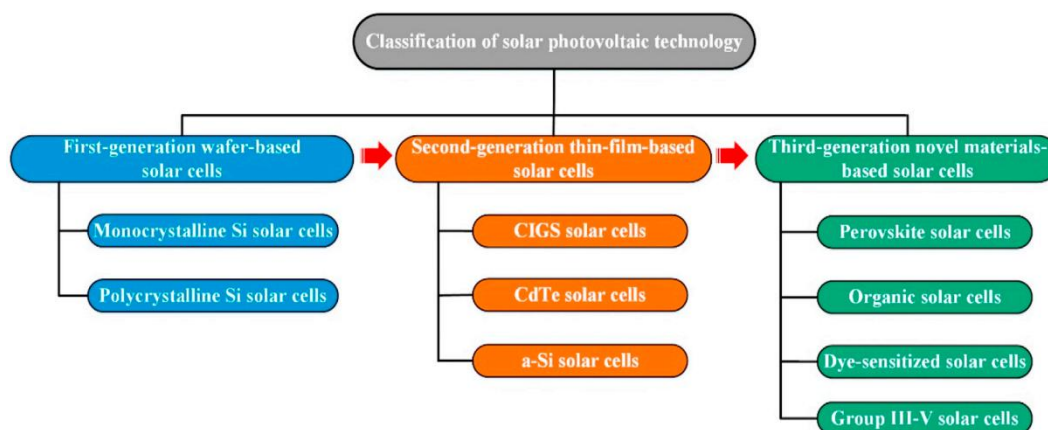 Classification of solar photovoltaic technology
First-generation wafer-based
solar cells
Second-generation thin-film-based
solar cells
Third-generation novel materials-
based solar cells
Monocrystalline Si solar cells
Polycrystalline Si solar cells
CIGS solar cells
CdTe solar cells
a-Si solar cells
Perovskite solar cells
Organic solar cells
Dye-sensitized solar cells
Group III-V solar cells